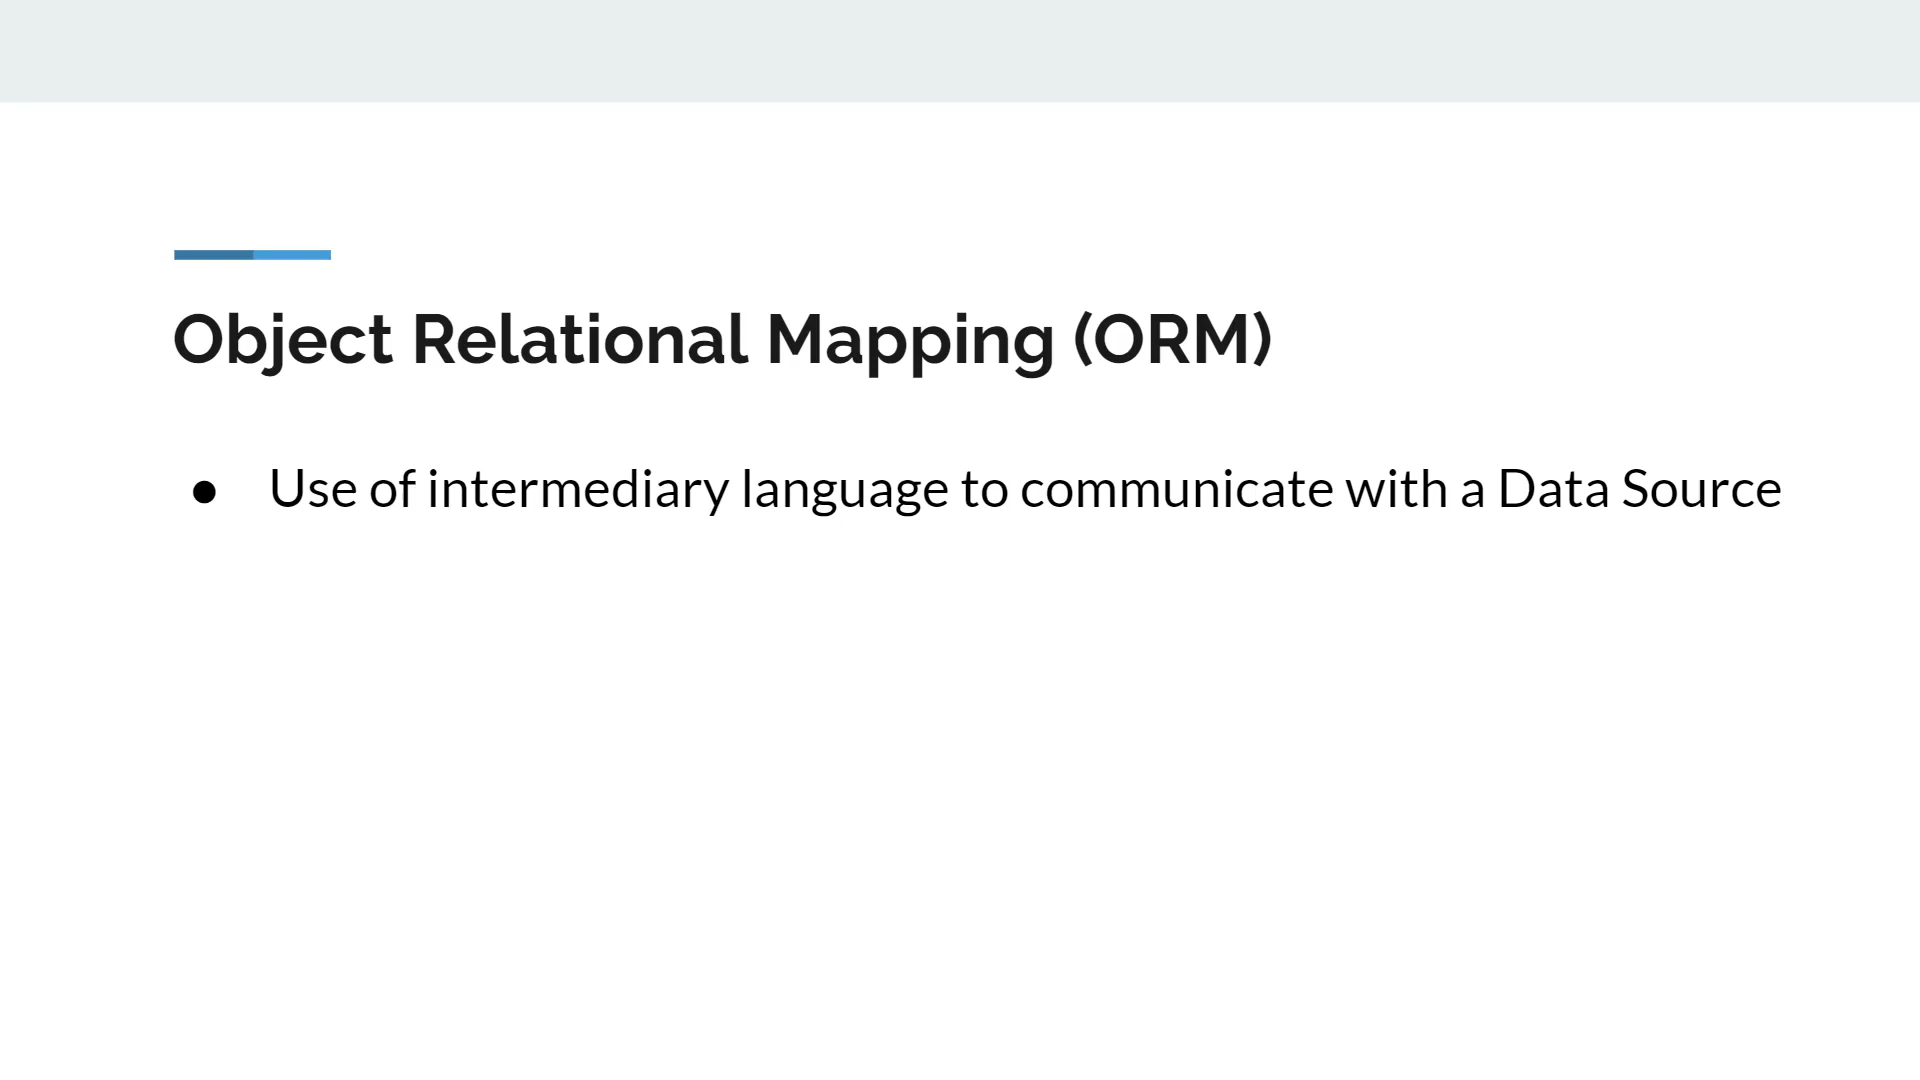 Object Relational Mapping (ORM)
● Use of intermediary language to communicate with a Data Source